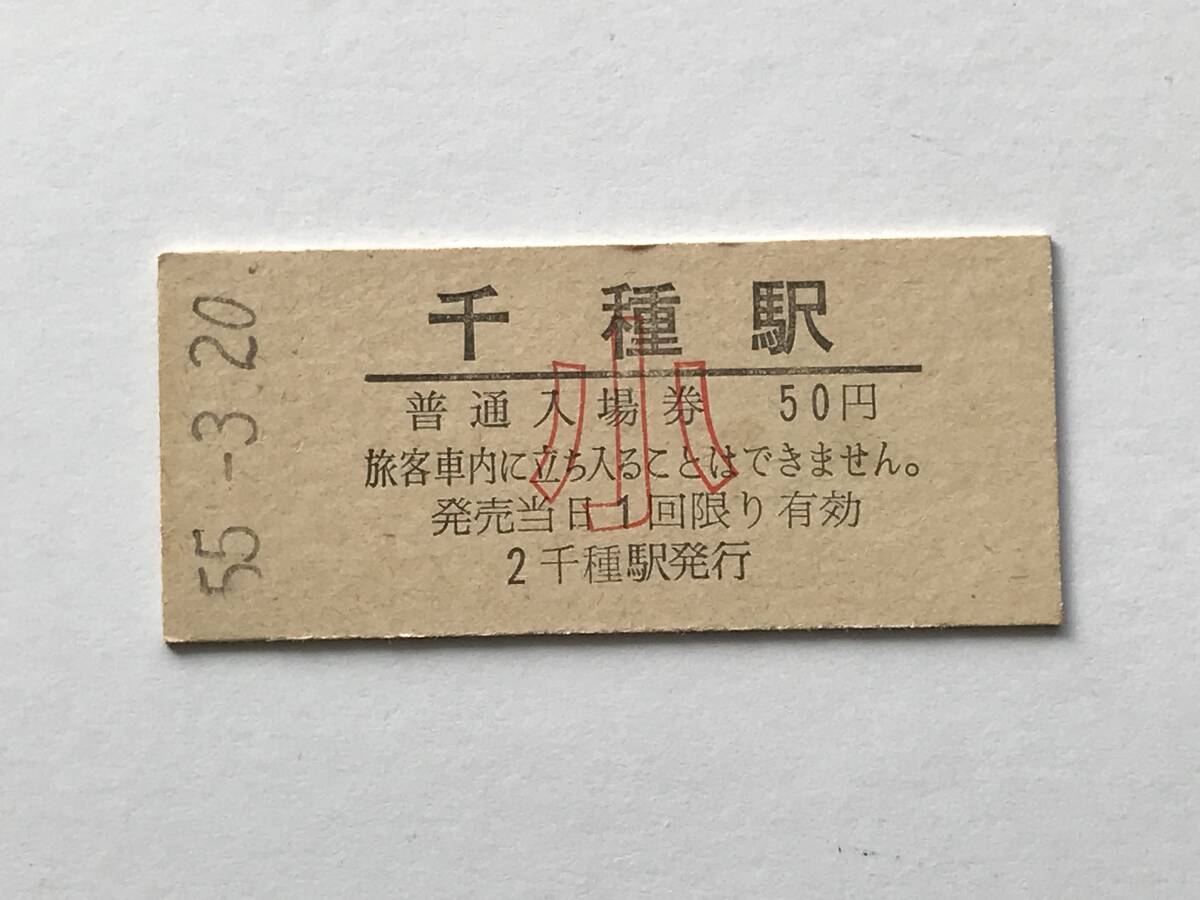 55-3.20.
千種駅
普通入場券 50円
小
旅客車内に立ち入ることはできません。
発売当日1回限り有効
2千種駅発行